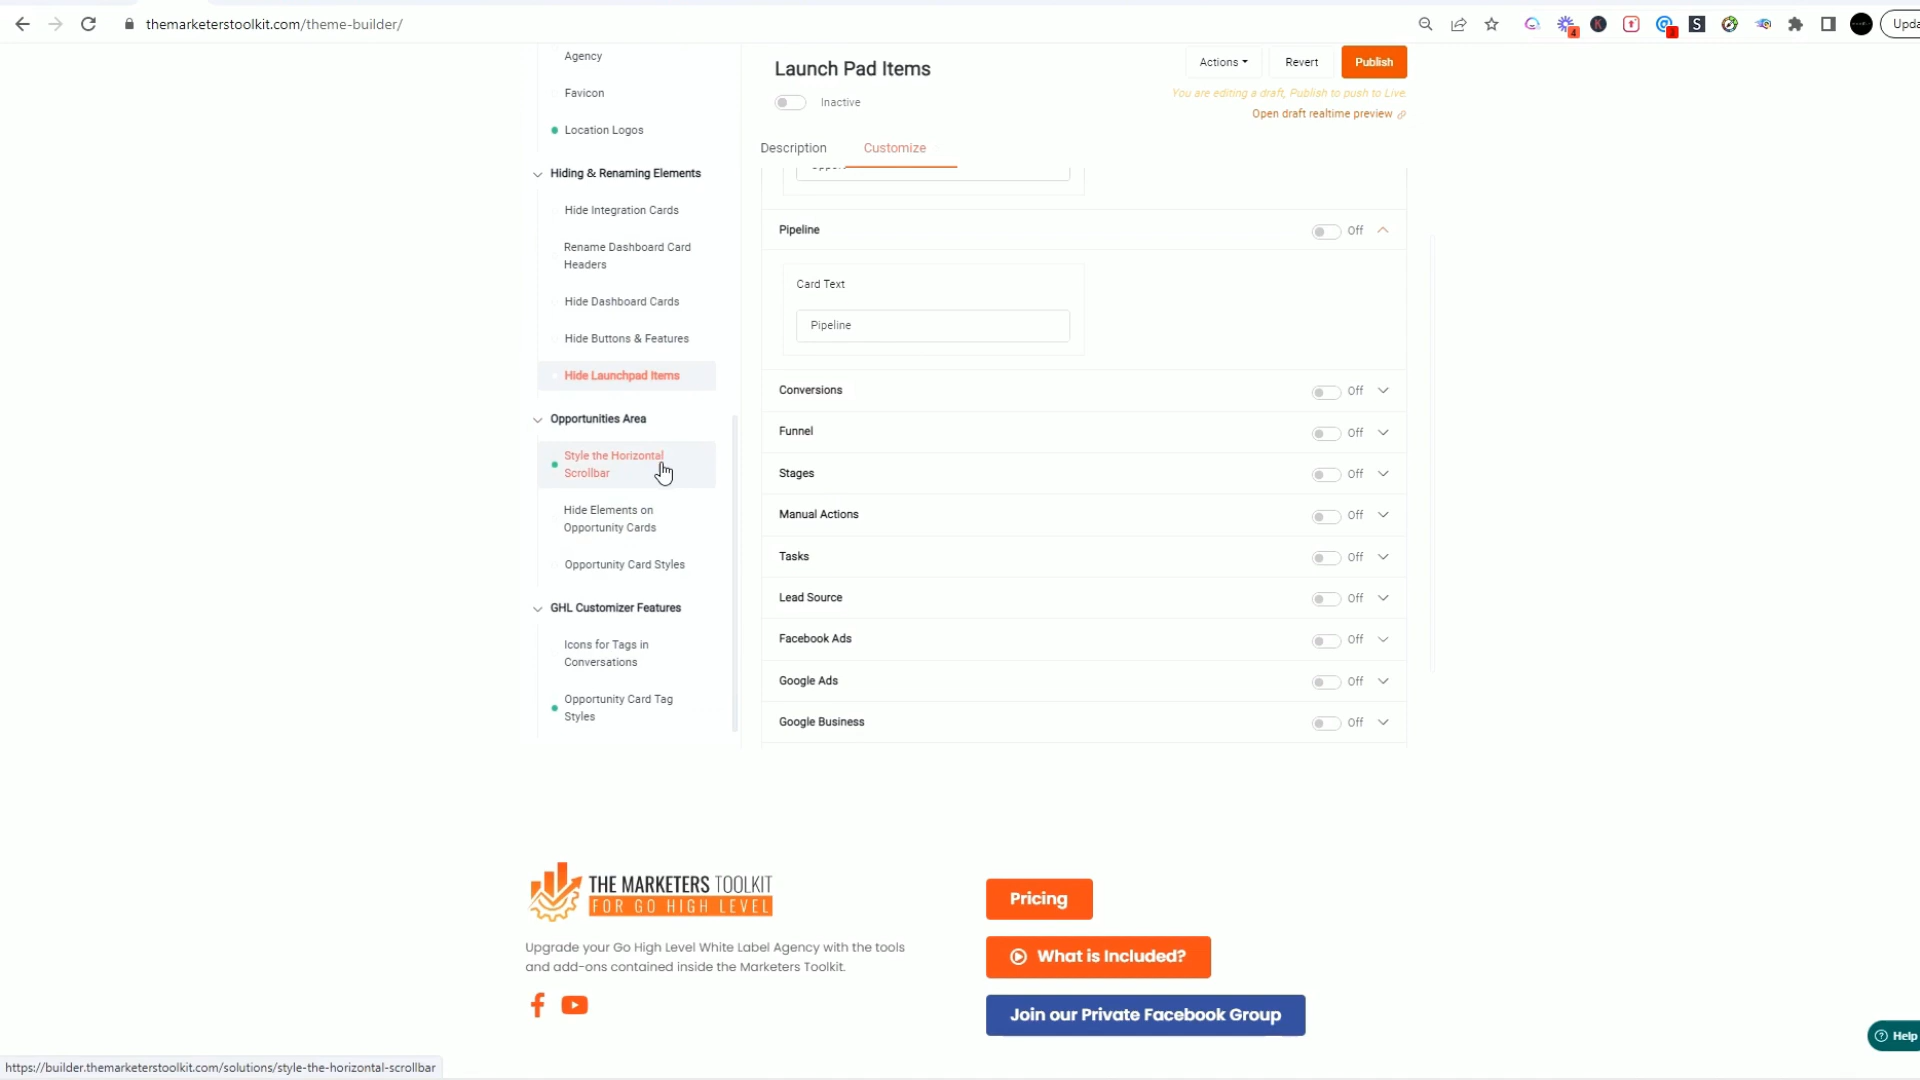 themarketerstoolkit.com/theme-builder/
4
3
S
Upda
Agency
Favicon
Location Logos
Hiding & Renaming Elements
Hide Integration Cards
Rename Dashboard Card
Headers
Hide Dashboard Cards
Hide Buttons & Features
Hide Launchpad Items
Opportunities Area
Style the Horizontal
Scrollbar
Hide Elements on
Opportunity Cards
Opportunity Card Styles
GHL Customizer Features
Icons for Tags in
Conversations
Opportunity Card Tag
Styles
Launch Pad Items
Inactive
Actions
Revert
Publish
You are editing a draft, Publish to push to Live.
Open draft realtime preview
Description
Customize
Pipeline
Off
Card Text
Pipeline
Conversions
Off
Funnel
Off
Stages
Off
Manual Actions
Off
Tasks
Off
Lead Source
Off
Facebook Ads
Off
Google Ads
Off
Google Business
Off
THE MARKETERS TOOLKIT
FOR GO HIGH LEVEL
Upgrade your Go High Level White Label Agency with the tools
and add-ons contained inside the Marketers Toolkit.
Pricing
What is Included?
Join our Private Facebook Group
Help
https://builder.themarketerstoolkit.com/solutions/style-the-horizontal-scrollbar